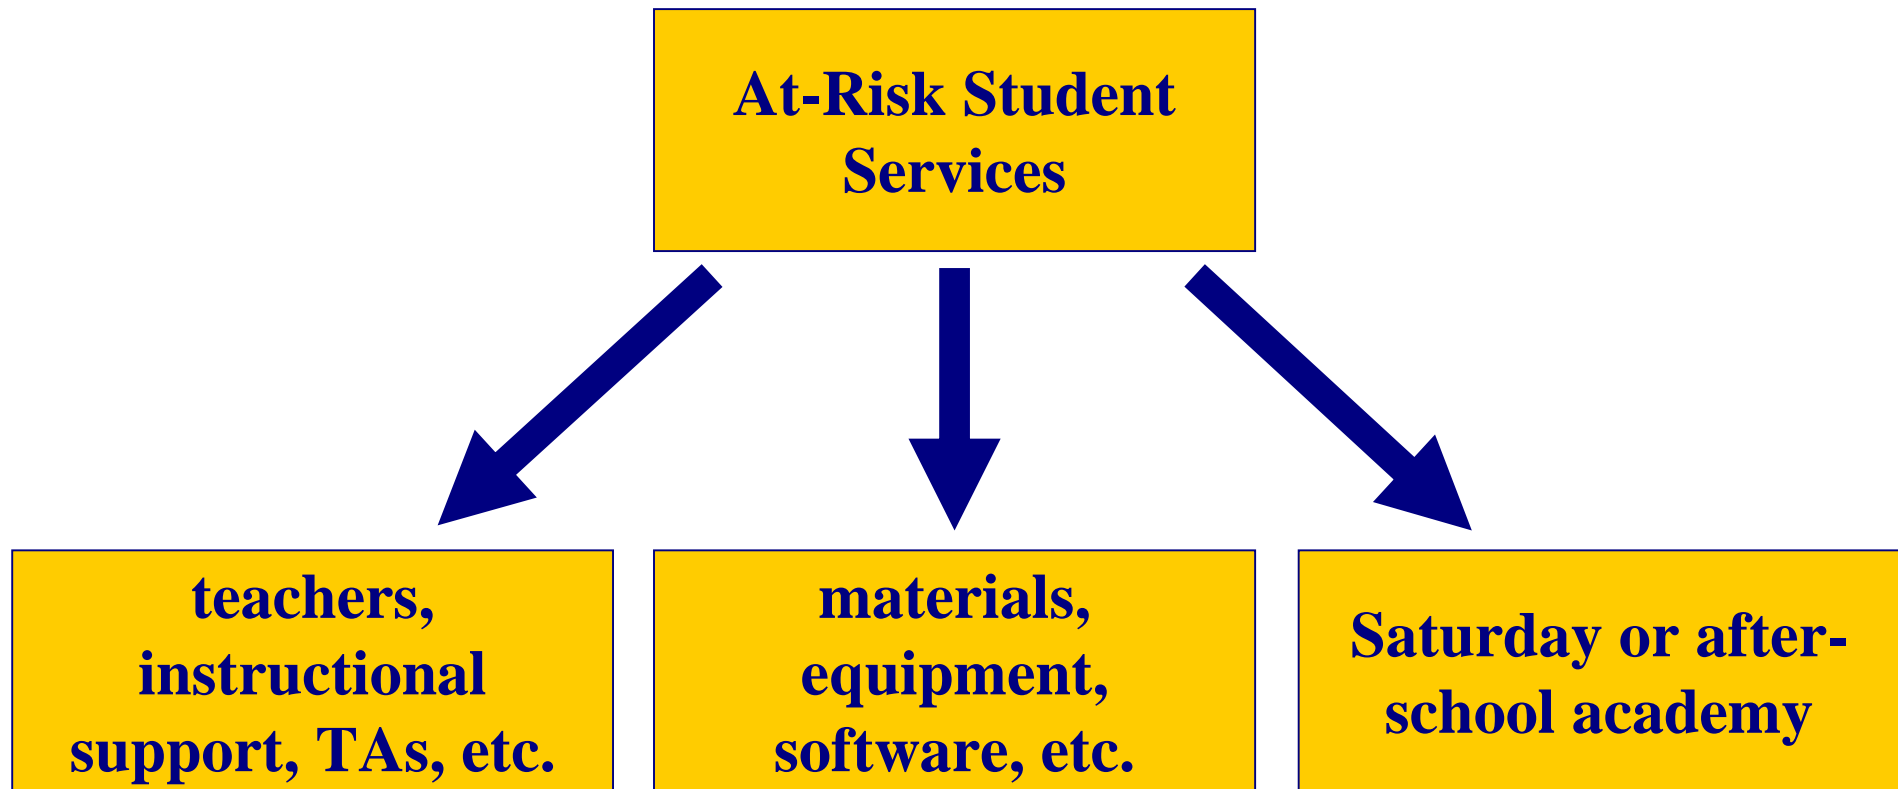 At-Risk Student
Services
teachers,
instructional
support, TAs, etc.
materials,
equipment,
software, etc.
Saturday or after-
school academy